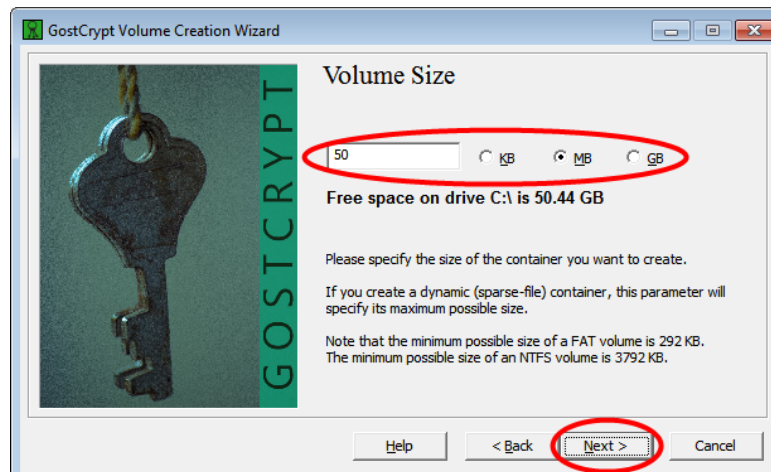 GostCrypt Volume Creation Wizard
GOSTCRYPT
Volume Size
50 KB MB GB
Free space on drive C:\ is 50.44 GB
Please specify the size of the container you want to create.
If you create a dynamic (sparse-file) container, this parameter will
specify its maximum possible size.
Note that the minimum possible size of a FAT volume is 292 KB.
The minimum possible size of an NTFS volume is 3792 KB.
Help < Back Next > Cancel